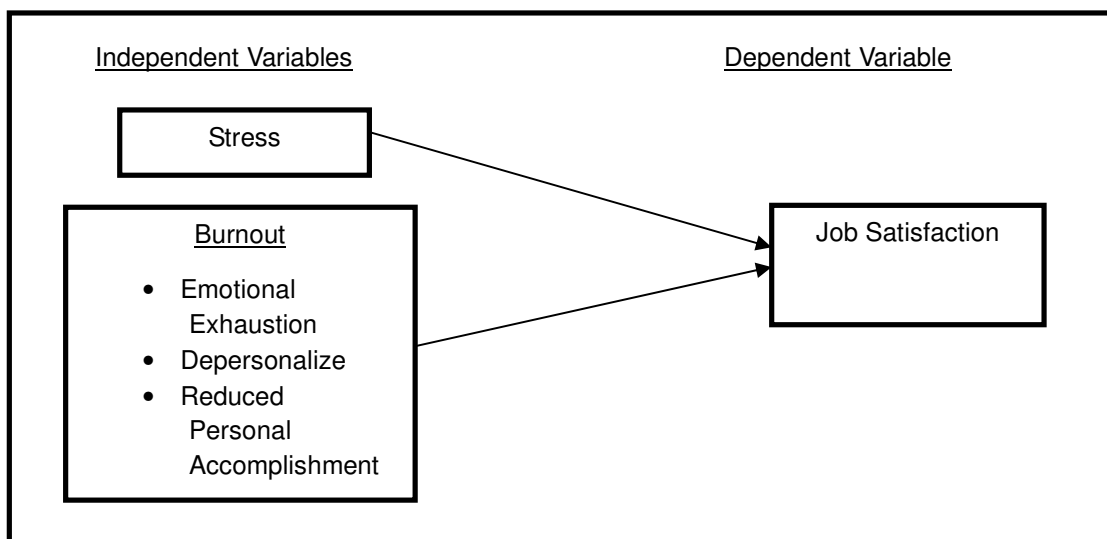 Independent Variables
Dependent Variable
Stress
Burnout
• Emotional
Exhaustion
• Depersonalize
• Reduced
Personal
Accomplishment
Job Satisfaction